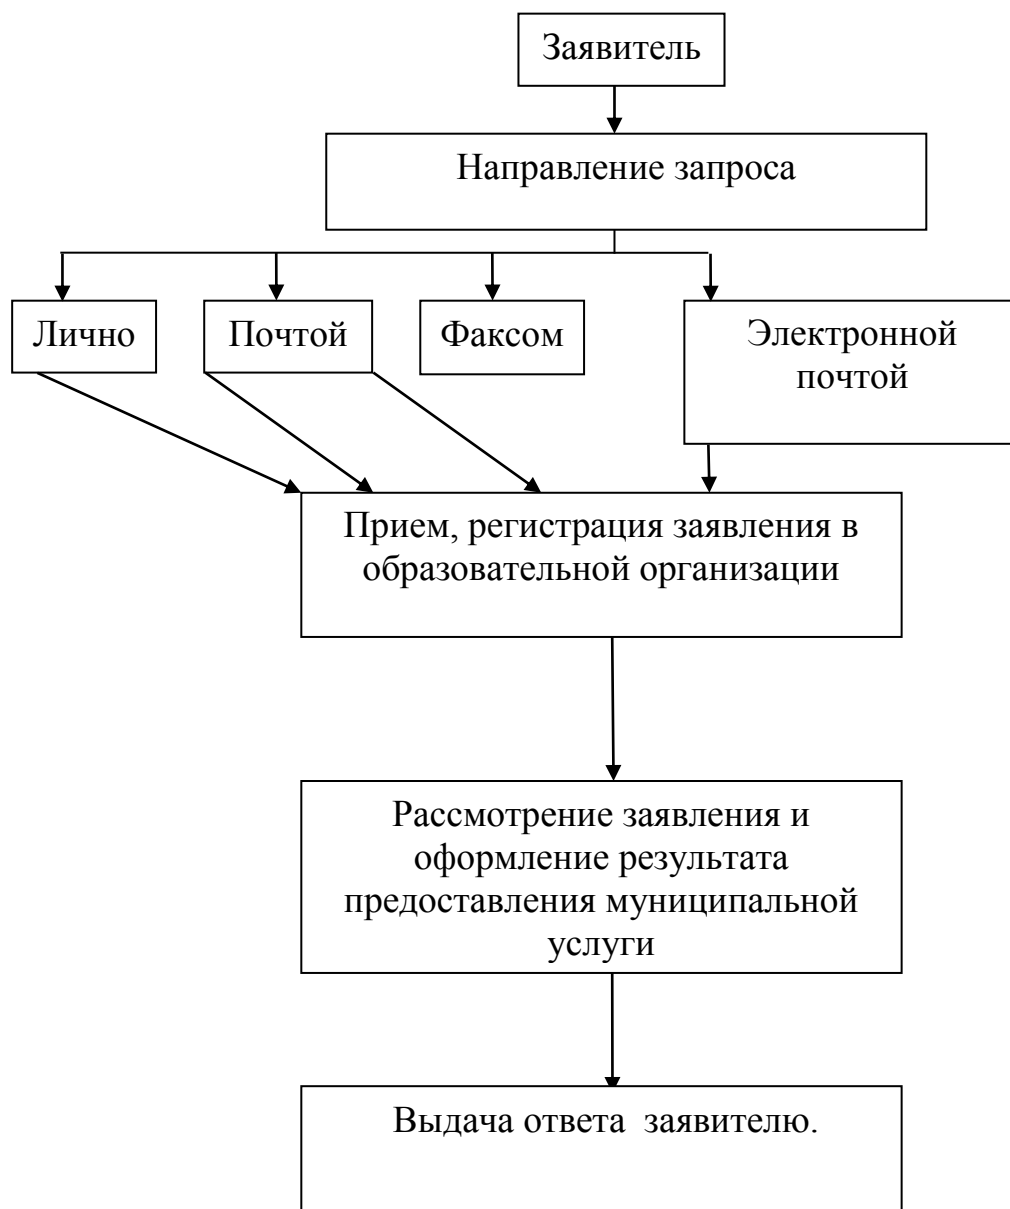 Заявитель
Направление запроса
Лично
Почтой
Факсом
Электронной
почтой
Прием, регистрация заявления в
образовательной организации
Рассмотрение заявления и
оформление результата
предоставления муниципальной
услуги
Выдача ответа  заявителю.